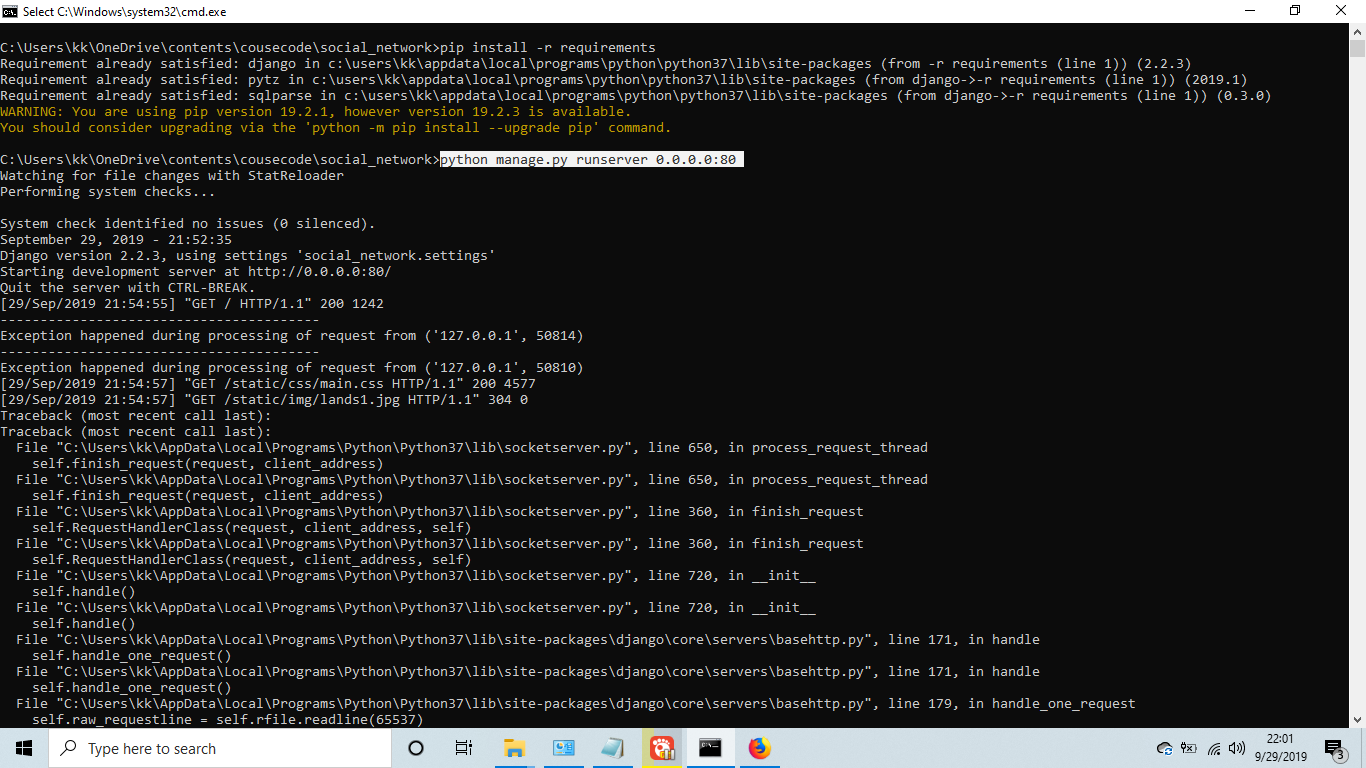 Select C:\Windows\system32\cmd.exe
C:\Users\kk\OneDrive\contents\cousecode\social_network>pip install -r requirements
Requirement already satisfied: django in c:\users\kk\appdata\local\programs\python\python37\lib\site-packages (from -r requirements (line 1)) (2.2.3)
Requirement already satisfied: pytz in c:\users\kk\appdata\local\programs\python\python37\lib\site-packages (from django->-r requirements (line 1)) (2019.1)
Requirement already satisfied: sqlparse in c:\users\kk\appdata\local\programs\python\python37\lib\site-packages (from django->-r requirements (line 1)) (0.3.0)
WARNING: You are using pip version 19.2.1, however version 19.2.3 is available.
You should consider upgrading via the 'python -m pip install --upgrade pip' command.
C:\Users\kk\OneDrive\contents\cousecode\social_network>python manage.py runserver 0.0.0.0:80
Watching for file changes with StatReloader
Performing system checks...
System check identified no issues (0 silenced).
September 29, 2019 - 21:52:35
Django version 2.2.3, using settings 'social_network.settings'
Starting development server at http://0.0.0.0:80/
Quit the server with CTRL-BREAK.
[29/Sep/2019 21:54:55] "GET / HTTP/1.1" 200 1242
----------------------------------------
Exception happened during processing of request from ('127.0.0.1', 50814)
----------------------------------------
Exception happened during processing of request from ('127.0.0.1', 50810)
[29/Sep/2019 21:54:57] "GET /static/css/main.css HTTP/1.1" 200 4577
[29/Sep/2019 21:54:57] "GET /static/img/lands1.jpg HTTP/1.1" 304 0
Traceback (most recent call last):
Traceback (most recent call last):
File "C:\Users\kk\AppData\Local\Programs\Python\Python37\lib\socketserver.py", line 650, in process_request_thread
self.finish_request(request, client_address)
File "C:\Users\kk\AppData\Local\Programs\Python\Python37\lib\socketserver.py", line 650, in process_request_thread
self.finish_request(request, client_address)
File "C:\Users\kk\AppData\Local\Programs\Python\Python37\lib\socketserver.py", line 360, in finish_request
self.RequestHandlerClass(request, client_address, self)
File "C:\Users\kk\AppData\Local\Programs\Python\Python37\lib\socketserver.py", line 360, in finish_request
self.RequestHandlerClass(request, client_address, self)
File "C:\Users\kk\AppData\Local\Programs\Python\Python37\lib\socketserver.py", line 720, in __init__
self.handle()
File "C:\Users\kk\AppData\Local\Programs\Python\Python37\lib\socketserver.py", line 720, in __init__
self.handle()
File "C:\Users\kk\AppData\Local\Programs\Python\Python37\lib\site-packages\django\core\servers\basehttp.py", line 171, in handle
self.handle_one_request()
File "C:\Users\kk\AppData\Local\Programs\Python\Python37\lib\site-packages\django\core\servers\basehttp.py", line 171, in handle
self.handle_one_request()
File "C:\Users\kk\AppData\Local\Programs\Python\Python37\lib\site-packages\django\core\servers\basehttp.py", line 179, in handle_one_request
self.raw_requestline = self.rfile.readline(65537)
Type here to search
22:01
9/29/2019
3